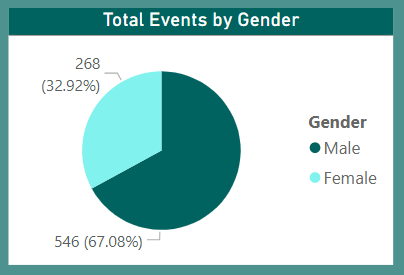 Total Events by Gender
268
(32.92%)
Gender
Male
Female
546 (67.08%)